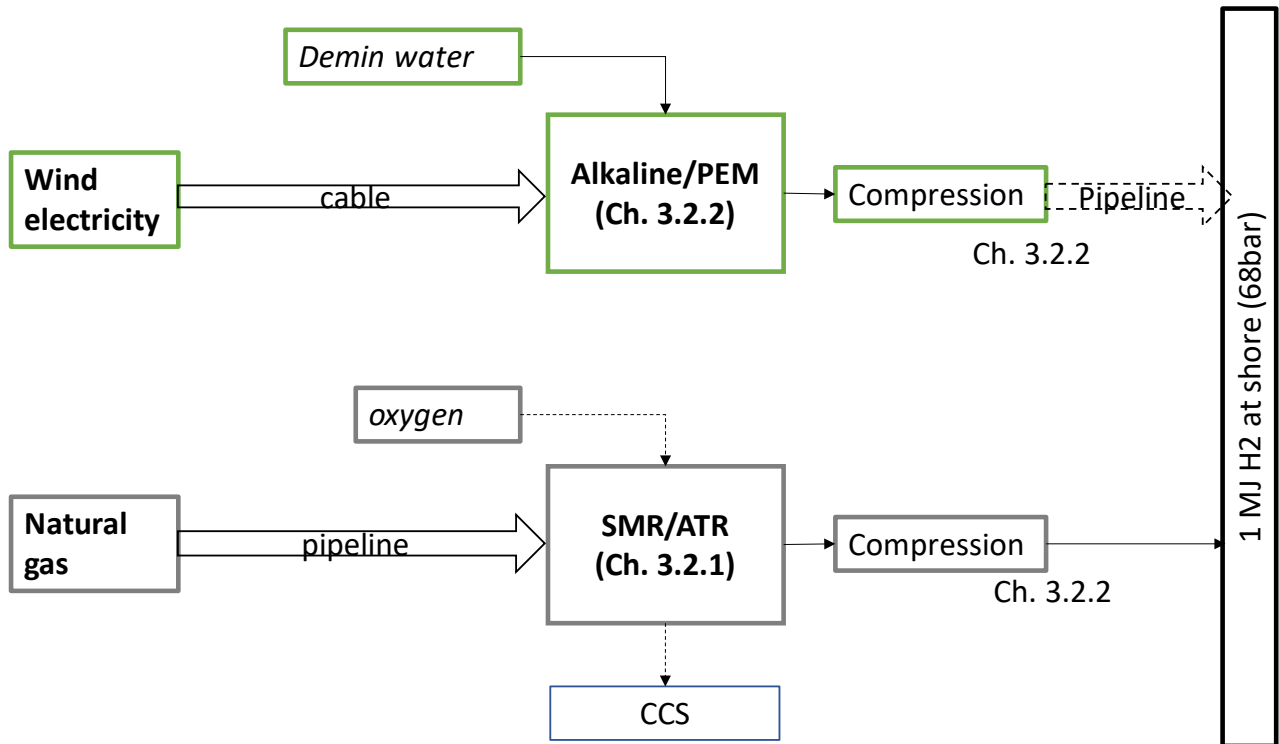 Demin water
Wind
electricity
cable
Alkaline/PEM
(Ch. 3.2.2)
Compression
Pipeline
Ch. 3.2.2
1 MJ H2 at shore (68bar)
oxygen
Natural
gas
pipeline
SMR/ATR
(Ch. 3.2.1)
Compression
Ch. 3.2.2
CCS